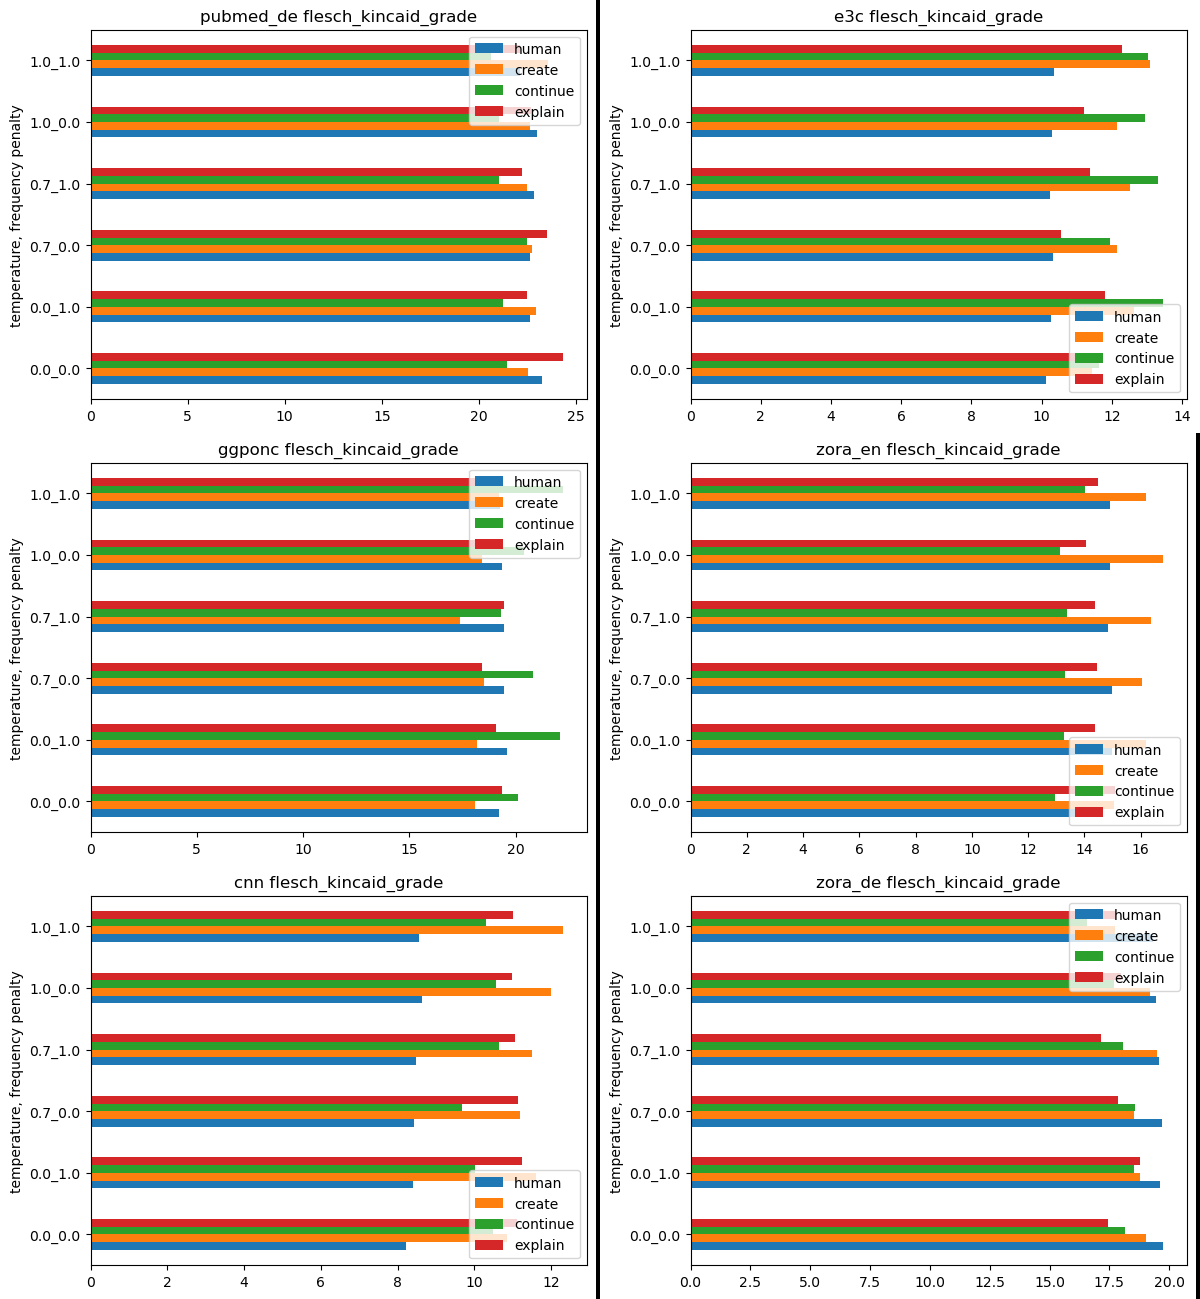 pubmed_de flesch_kincaid_grade
temperature, frequency penalty
1.0_1.0
1.0_0.0
0.7_1.0
0.7_0.0
0.0_1.0
0.0_0.0
0 5 10 15 20 25
human
create
continue
explain
e3c flesch_kincaid_grade
temperature, frequency penalty
1.0_1.0
1.0_0.0
0.7_1.0
0.7_0.0
0.0_1.0
0.0_0.0
0 2 4 6 8 10 12 14
human
create
continue
explain
ggponc flesch_kincaid_grade
temperature, frequency penalty
1.0_1.0
1.0_0.0
0.7_1.0
0.7_0.0
0.0_1.0
0.0_0.0
0 5 10 15 20
human
create
continue
explain
zora_en flesch_kincaid_grade
temperature, frequency penalty
1.0_1.0
1.0_0.0
0.7_1.0
0.7_0.0
0.0_1.0
0.0_0.0
0 2 4 6 8 10 12 14 16
human
create
continue
explain
cnn flesch_kincaid_grade
temperature, frequency penalty
1.0_1.0
1.0_0.0
0.7_1.0
0.7_0.0
0.0_1.0
0.0_0.0
0 2 4 6 8 10 12
human
create
continue
explain
zora_de flesch_kincaid_grade
temperature, frequency penalty
1.0_1.0
1.0_0.0
0.7_1.0
0.7_0.0
0.0_1.0
0.0_0.0
0.0 2.5 5.0 7.5 10.0 12.5 15.0 17.5 20.0
human
create
continue
explain